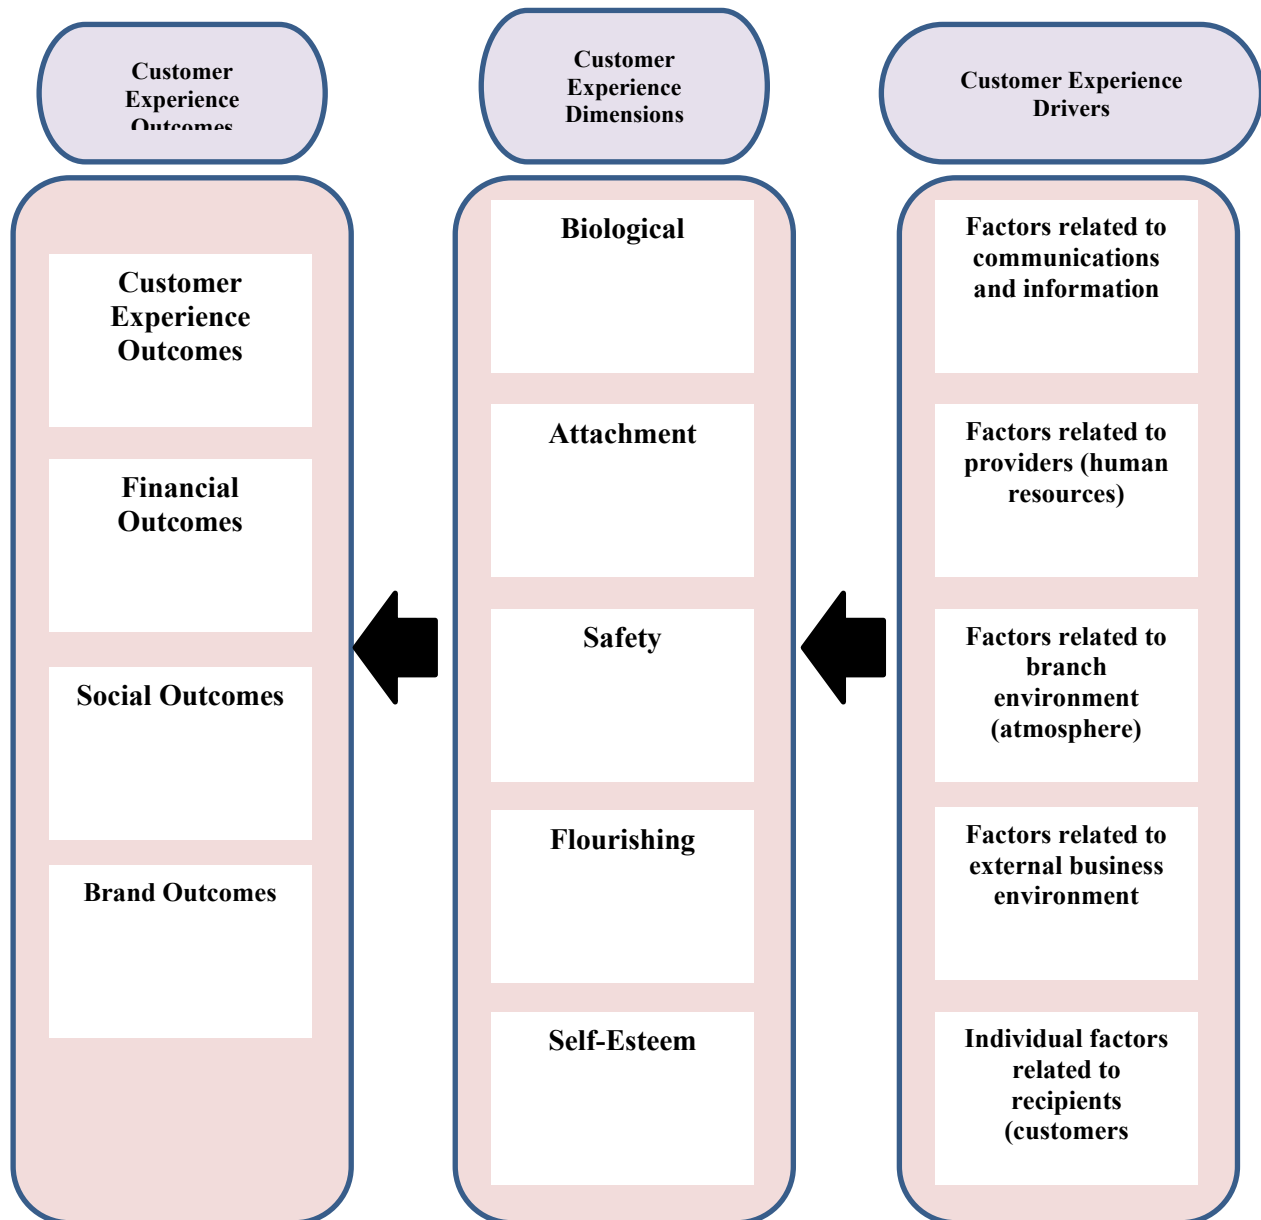 Customer
Experience
Outcomes
Customer
Experience
Dimensions
Customer Experience
Drivers
Customer
Experience
Outcomes
Financial
Outcomes
Social Outcomes
Brand Outcomes
Biological
Attachment
Safety
Flourishing
Self-Esteem
Factors related to
communications
and information
Factors related to
providers (human
resources)
Factors related to
branch
environment
(atmosphere)
Factors related to
external business
environment
Individual factors
related to
recipients
(customers